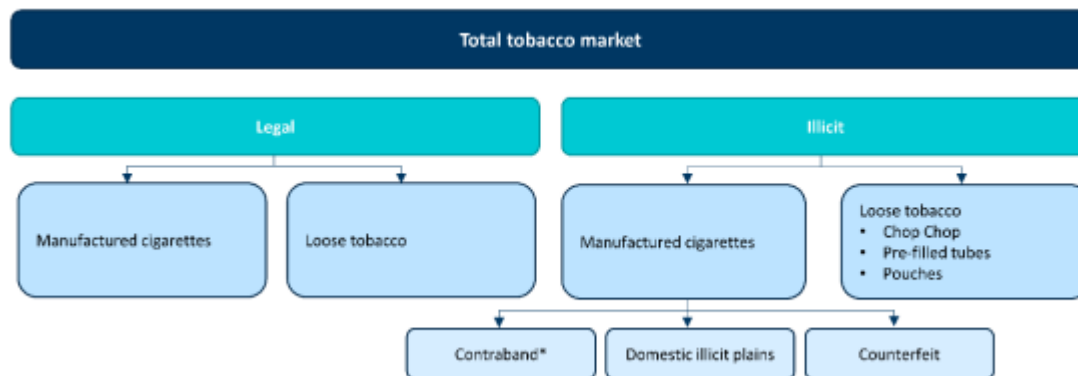 Total tobacco market
Legal
Illicit
Manufactured cigarettes
Loose tobacco
Manufactured cigarettes
Loose tobacco
• Chop Chop
• Pre-filled tubes
• Pouches
Contraband*
Domestic illicit plains
Counterfeit